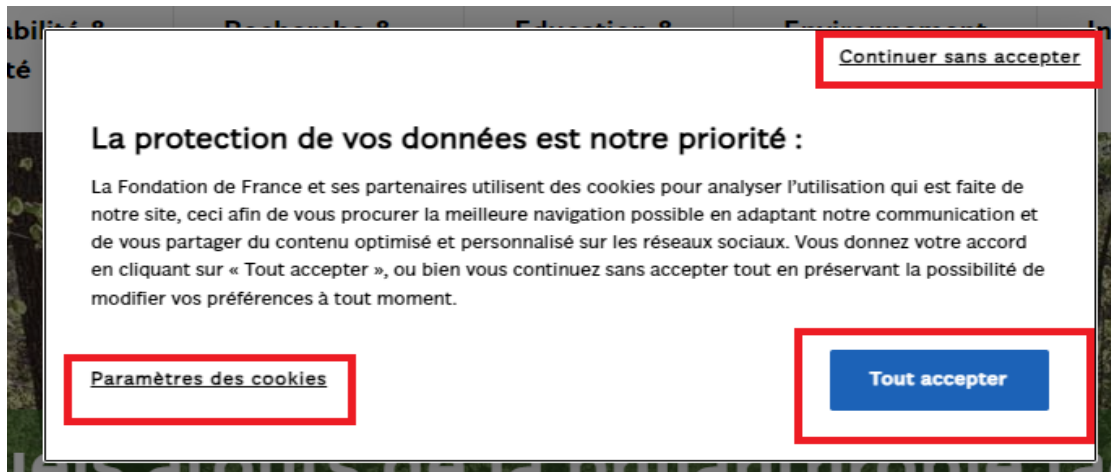 Continuer sans accepter
La protection de vos données est notre priorité :
La Fondation de France et ses partenaires utilisent des cookies pour analyser l’utilisation qui est faite de
notre site, ceci afin de vous procurer la meilleure navigation possible en adaptant notre communication et
de vous partager du contenu optimisé et personnalisé sur les réseaux sociaux. Vous donnez votre accord
en cliquant sur « Tout accepter », ou bien vous continuez sans accepter tout en préservant la possibilité de
modifier vos préférences à tout moment.
Paramètres des cookies
Tout accepter